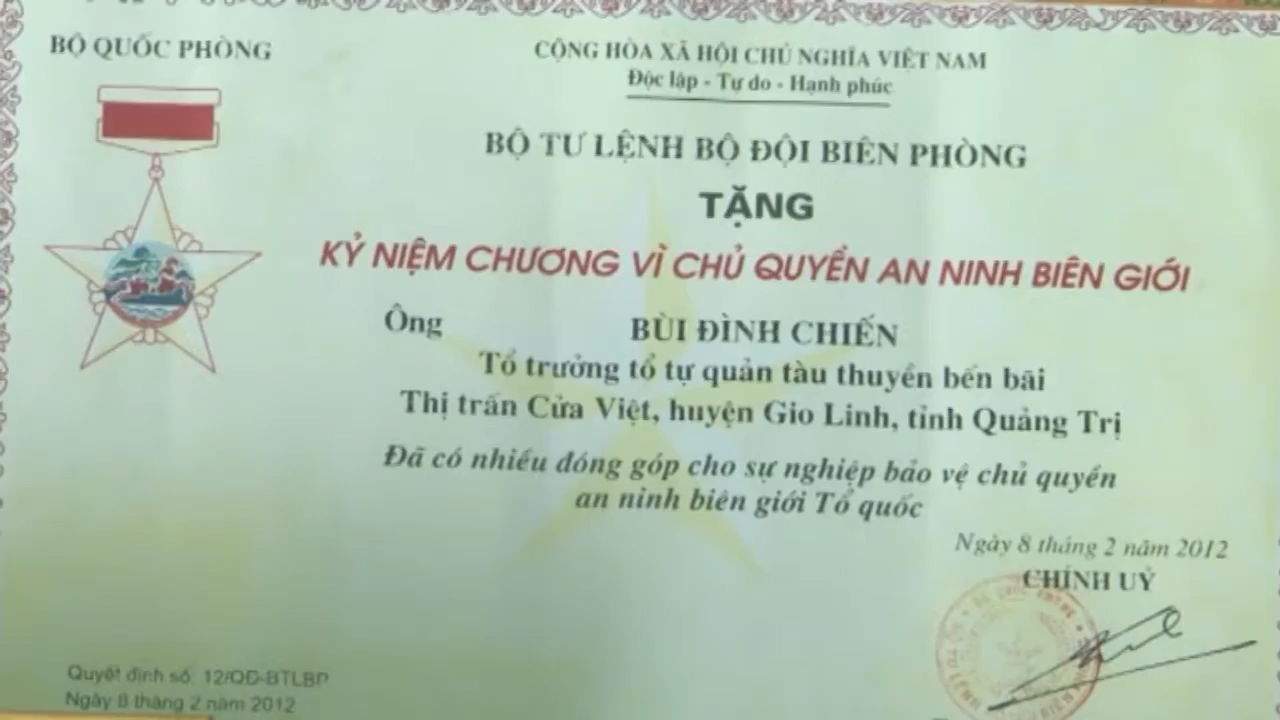 BỘ QUỐC PHÒNG
CỘNG HÒA XÃ HỘI CHỦ NGHĨA VIỆT NAM
Độc lập - Tự do - Hạnh phúc
BỘ TƯ LỆNH BỘ ĐỘI BIÊN PHÒNG
TẶNG
KỶ NIỆM CHƯƠNG VÌ CHỦ QUYỀN AN NINH BIÊN GIỚI
Ông BÙI ĐÌNH CHIẾN
Tổ trưởng tổ tự quản tàu thuyền bến bãi
Thị trấn Cửa Việt, huyện Gio Linh, tỉnh Quảng Trị
Đã có nhiều đóng góp cho sự nghiệp bảo vệ chủ quyền
an ninh biên giới Tổ quốc
Ngày 8 tháng 2 năm 2012
CHÍNH UỶ
Quyết định số: 12/QĐ-BTLBP
Ngày 8 tháng 2 năm 2012